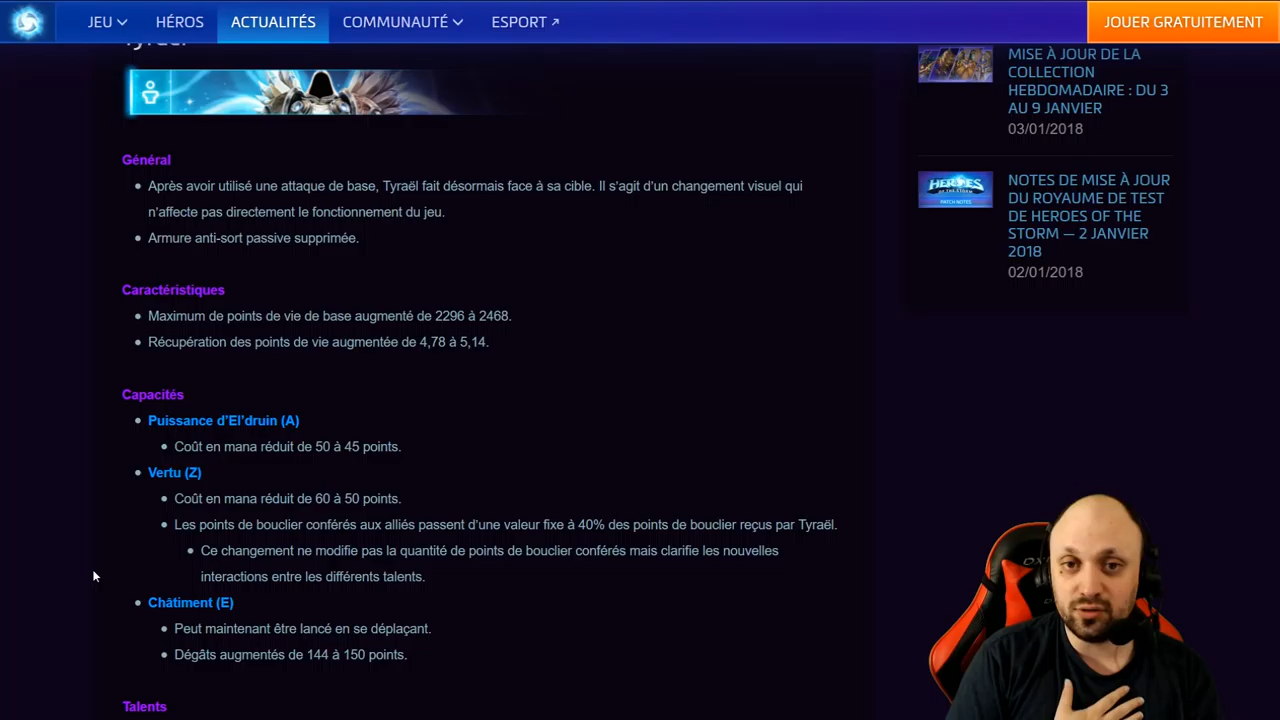 JEU HÉROS ACTUALITÉS COMMUNAUTÉ ESPORT JOUER GRATUITEMENT
Tyraël
Général
Après avoir utilisé une attaque de base, Tyraël fait désormais face à sa cible. Il s'agit d'un changement visuel qui
n'affecte pas directement le fonctionnement du jeu.
Armure anti-sort passive supprimée.
Caractéristiques
Maximum de points de vie de base augmenté de 2296 à 2468.
Récupération des points de vie augmentée de 4,78 à 5,14.
Capacités
Puissance d'El'druin (A)
Coût en mana réduit de 50 à 45 points.
Vertu (Z)
Coût en mana réduit de 60 à 50 points.
Les points de bouclier conférés aux alliés passent d'une valeur fixe à 40% des points de bouclier reçus par Tyraël.
Ce changement ne modifie pas la quantité de points de bouclier conférés mais clarifie les nouvelles
interactions entre les différents talents.
Châtiment (E)
Peut maintenant être lancé en se déplaçant.
Dégâts augmentés de 144 à 150 points.
Talents
MISE À JOUR DE LA
COLLECTION
HEBDOMADAIRE : DU 3
AU 9 JANVIER
03/01/2018
HEROES
OF THE STORM
PATCH NOTES
NOTES DE MISE À JOUR
DU ROYAUME DE TEST
DE HEROES OF THE
STORM — 2 JANVIER
2018
02/01/2018